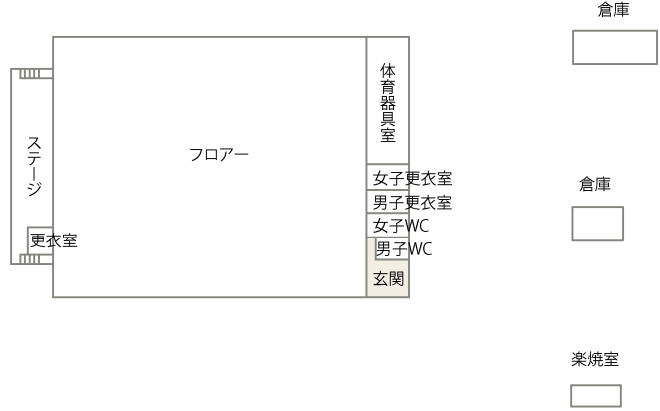 倉庫
体育器具室
ステージ
フロアー
女子更衣室
倉庫
男子更衣室
女子WC
更衣室
男子WC
玄関
楽焼室